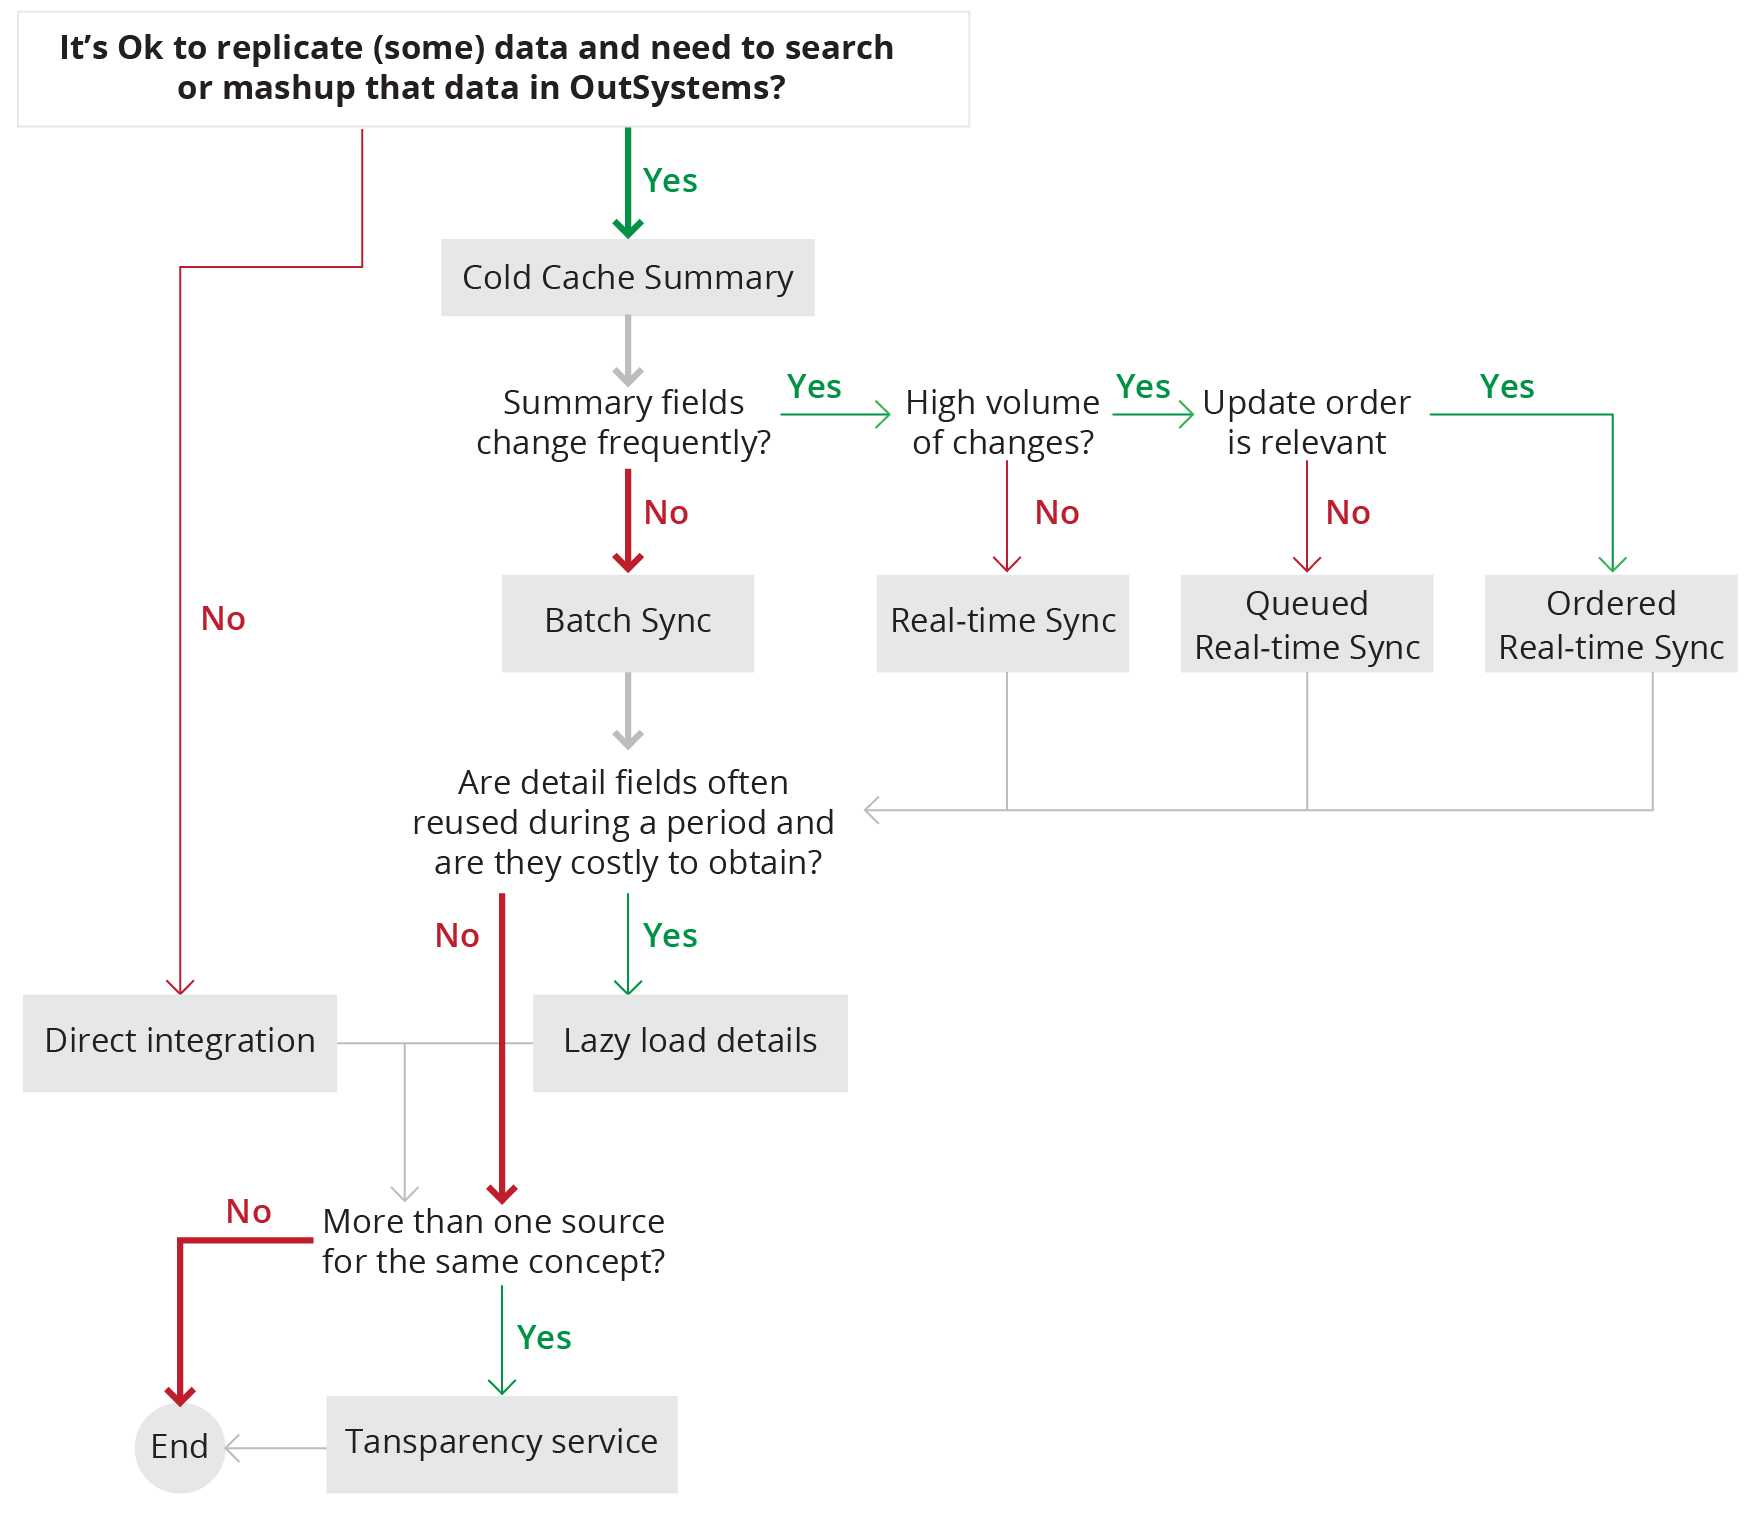 It’s Ok to replicate (some) data and need to search
or mashup that data in OutSystems?
Yes
Cold Cache Summary
Summary fields
change frequently?
Yes
High volume
of changes?
Yes
Update order
is relevant
Yes
No
No
No
No
Batch Sync
Real-time Sync
Queued
Real-time Sync
Ordered
Real-time Sync
Are detail fields often
reused during a period and
are they costly to obtain?
No
Yes
Direct integration
Lazy load details
No
More than one source
for the same concept?
Yes
End
Tansparency service